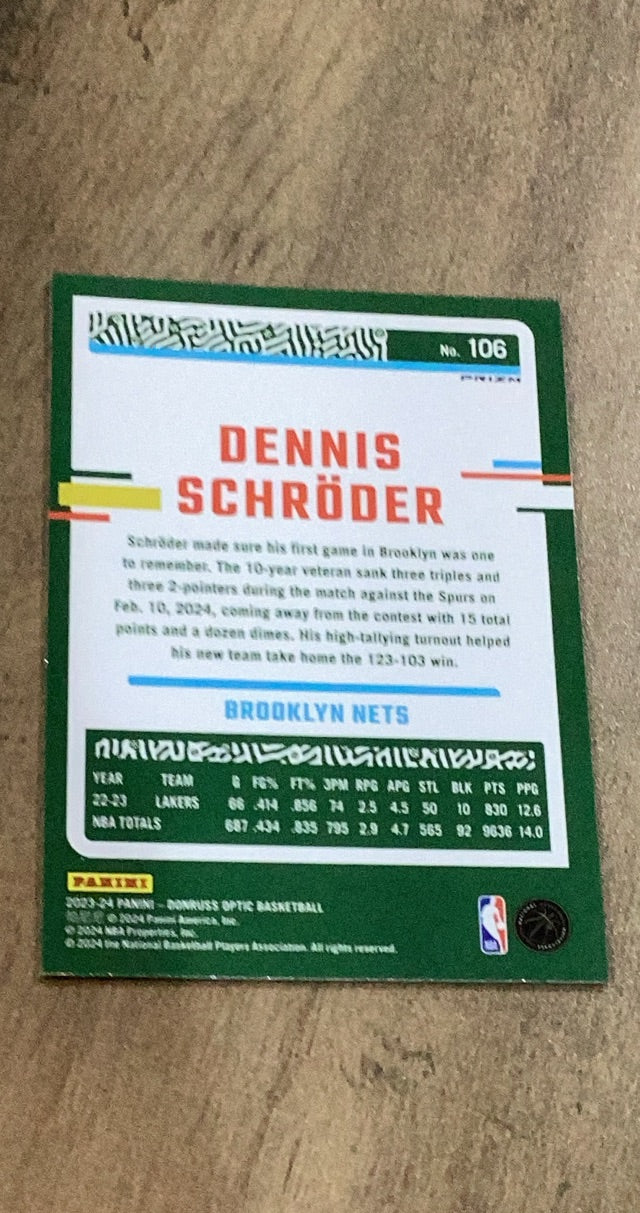 No. 106
PRIZM
DENNIS
SCHRÖDER
Schröder made sure his first game in Brooklyn was one
to remember. The 10-year veteran sank three triples and
three 2-pointers during the match against the Spurs on
Feb. 10, 2024, coming away from the contest with 15 total
points and a dozen dimes. His high-tallying turnout helped
his new team take home the 123-103 win.
BROOKLYN NETS
YEAR TEAM G FG% FT% 3PM RPG APG STL BLK PTS PPG
22-23 LAKERS 66 .414 .856 74 2.5 4.5 50 10 830 12.6
NBA TOTALS 687 .434 .835 795 2.9 4.7 565 92 9636 14.0
PANINI
2023-24 PANINI – DONRUSS OPTIC BASKETBALL
© 2024 Panini America, Inc.
© 2024 NBA Properties, Inc.
© 2024 the National Basketball Players Association. All rights reserved.
NBA